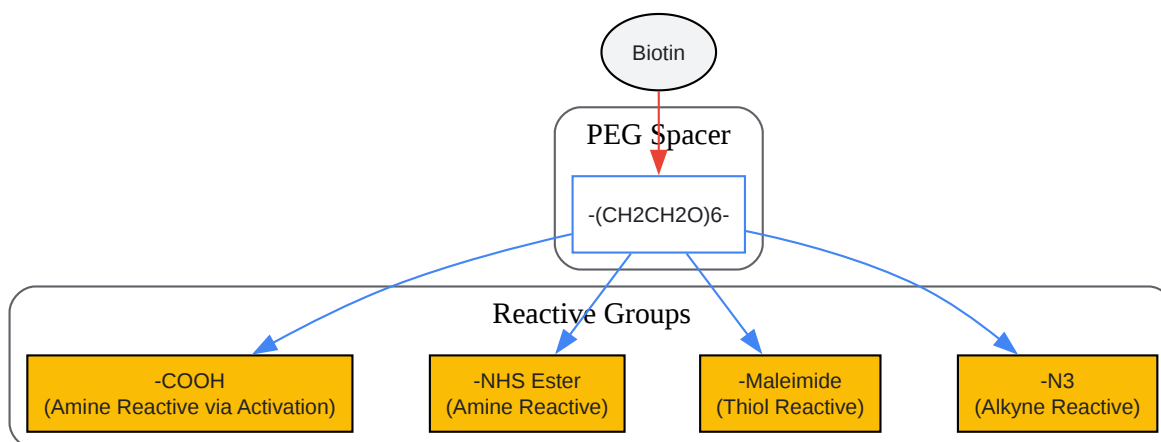 Biotin
PEG Spacer
-(CH2CH2O)6-
Reactive Groups
-COOH
(Amine Reactive via Activation)
-NHS Ester
(Amine Reactive)
-Maleimide
(Thiol Reactive)
-N3
(Alkyne Reactive)